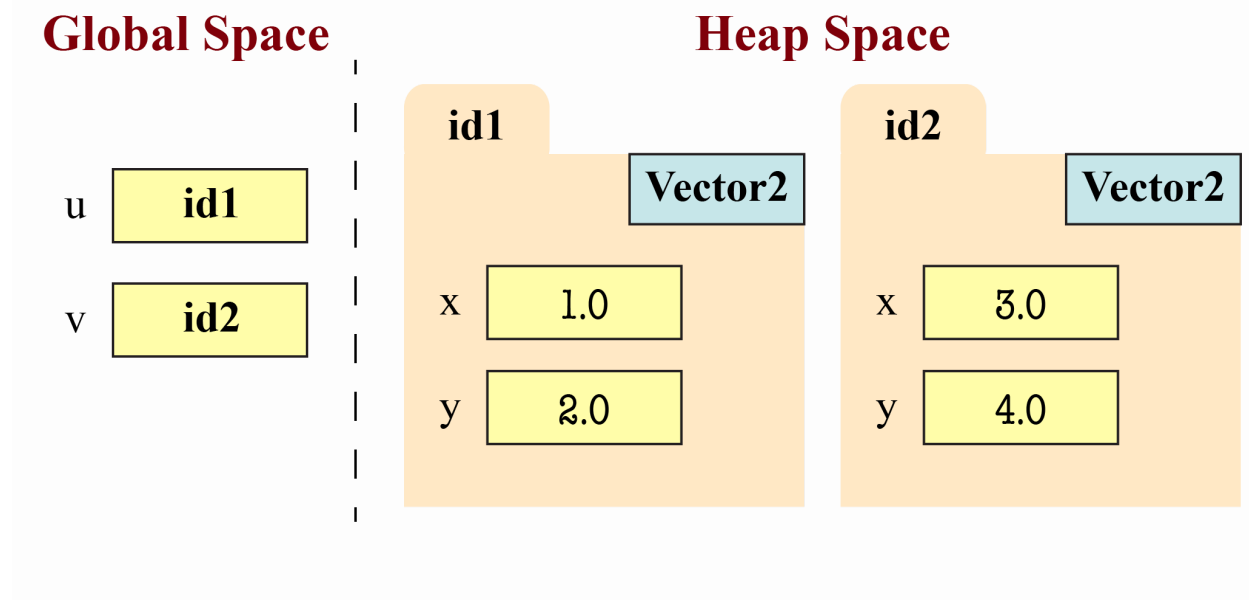 Global Space
Heap Space
u id1
v id2
id1
Vector2
x 1.0
y 2.0
id2
Vector2
x 3.0
y 4.0